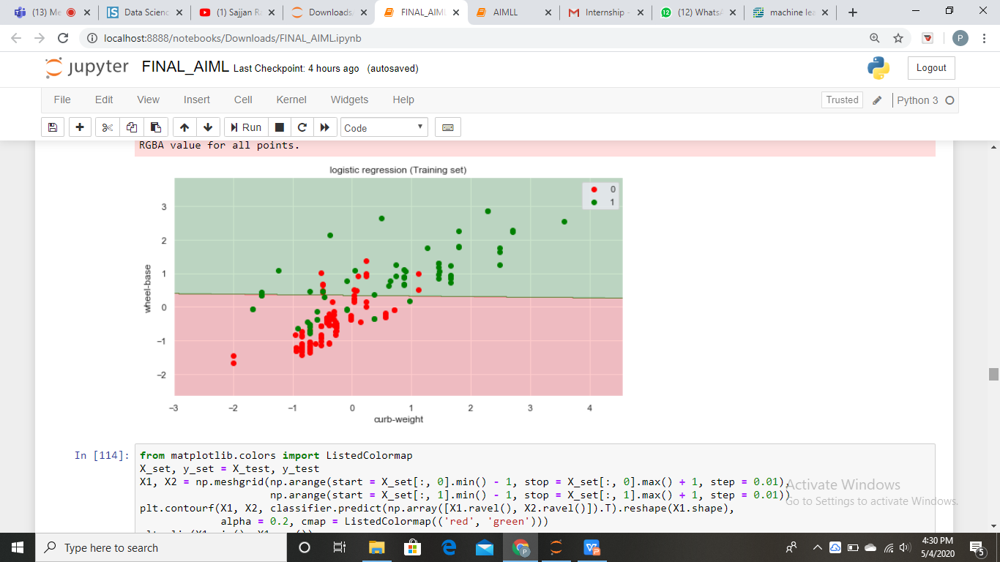 (13) Me
Data Scienc
(1) Sajjan Ra
Downloads
FINAL_AIML
AIMLL
Internship -
(12) WhatsA
machine lea
localhost:8888/notebooks/Downloads/FINAL_AIML.ipynb
P
jupyter FINAL_AIML Last Checkpoint: 4 hours ago (autosaved)
Logout
File Edit View Insert Cell Kernel Widgets Help
Trusted
Python 3
Run
Code
RGBA value for all points.
logistic regression (Training set)
0
1
3
2
1
0
−1
−2
wheel-base
−3 −2 −1 0 1 2 3 4
curb-weight
In [114]:
from matplotlib.colors import ListedColormap
X_set, y_set = X_test, y_test
X1, X2 = np.meshgrid(np.arange(start = X_set[:, 0].min() - 1, stop = X_set[:, 0].max() + 1, step = 0.01),
np.arange(start = X_set[:, 1].min() - 1, stop = X_set[:, 1].max() + 1, step = 0.01))
plt.contourf(X1, X2, classifier.predict(np.array([X1.ravel(), X2.ravel()]).T).reshape(X1.shape),
alpha = 0.2, cmap = ListedColormap(('red', 'green')))
Activate Windows
Go to Settings to activate Windows.
Type here to search
4:30 PM
5/4/2020
5